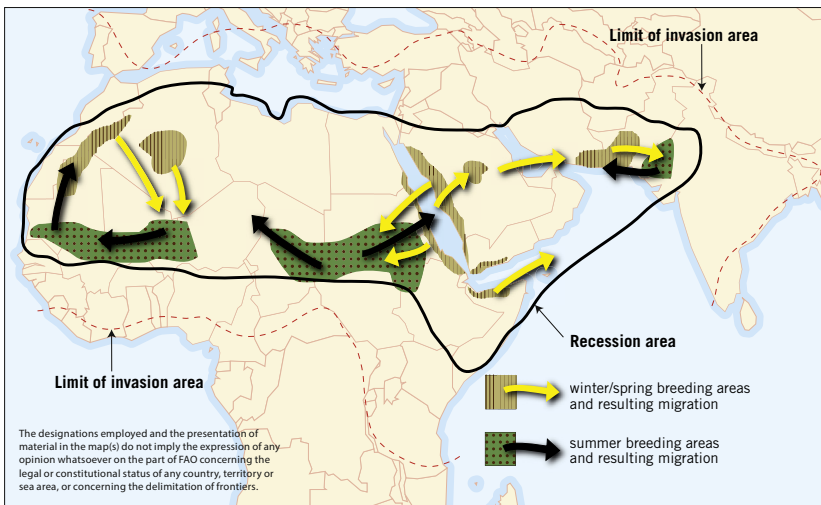 Limit of invasion area
Recession area
Limit of invasion area
winter/spring breeding areas
and resulting migration
summer breeding areas
and resulting migration
The designations employed and the presentation of
material in the map(s) do not imply the expression of any
opinion whatsoever on the part of FAO concerning the
legal or constitutional status of any country, territory or
sea area, or concerning the delimitation of frontiers.